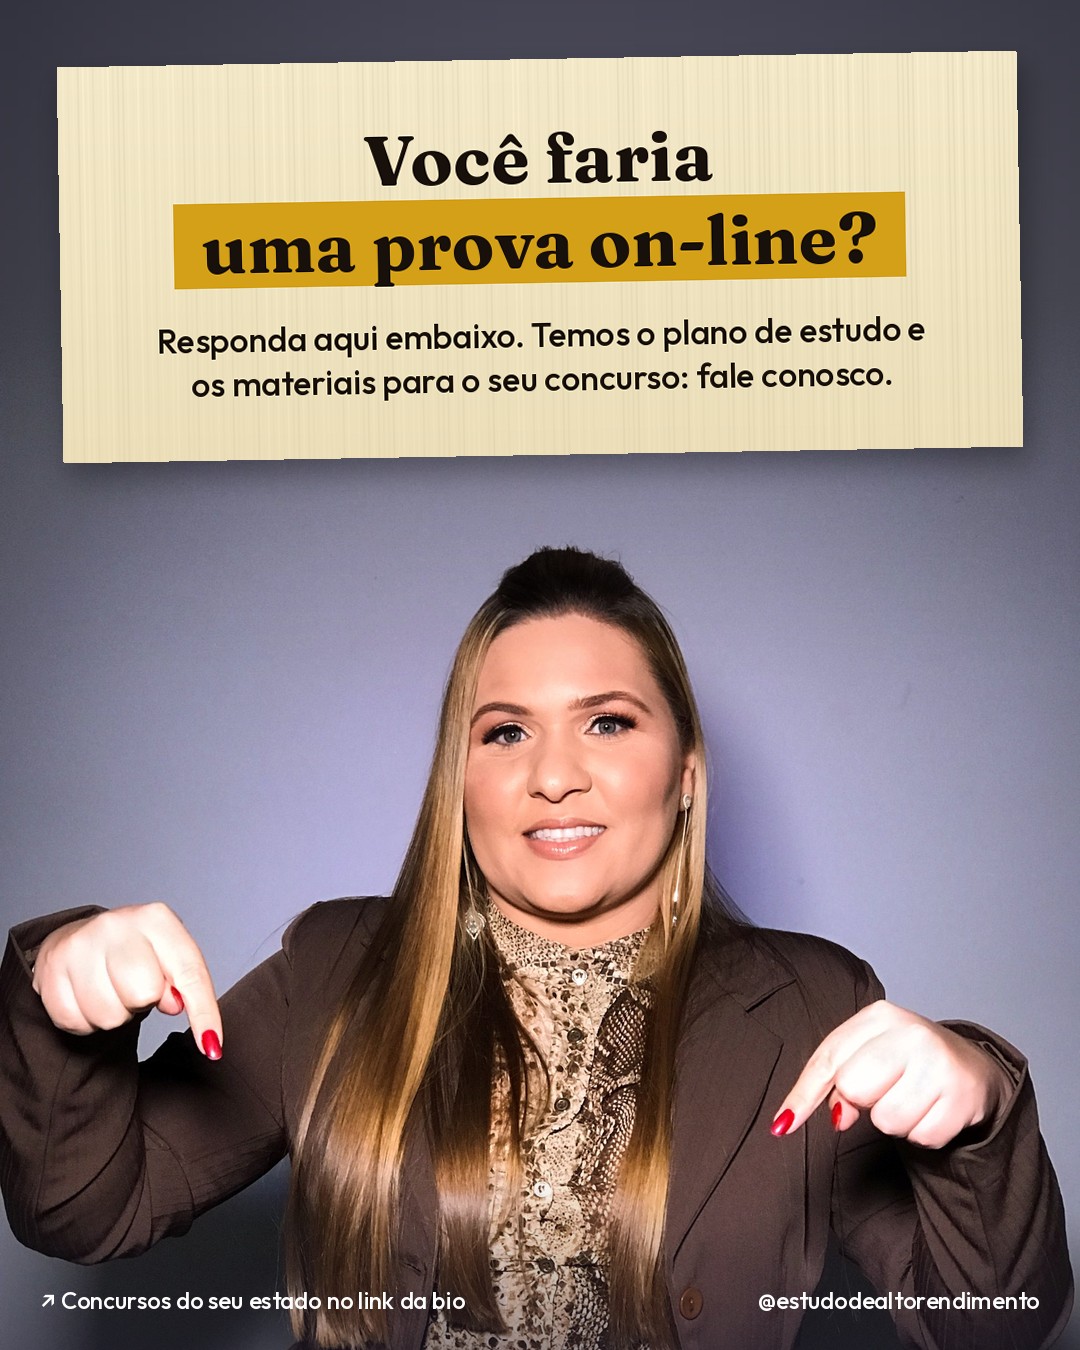 Você faria
uma prova on-line?
Responda aqui embaixo. Temos o plano de estudo e
os materiais para o seu concurso: fale conosco.
↗ Concursos do seu estado no link da bio
@estudodealtorendimento